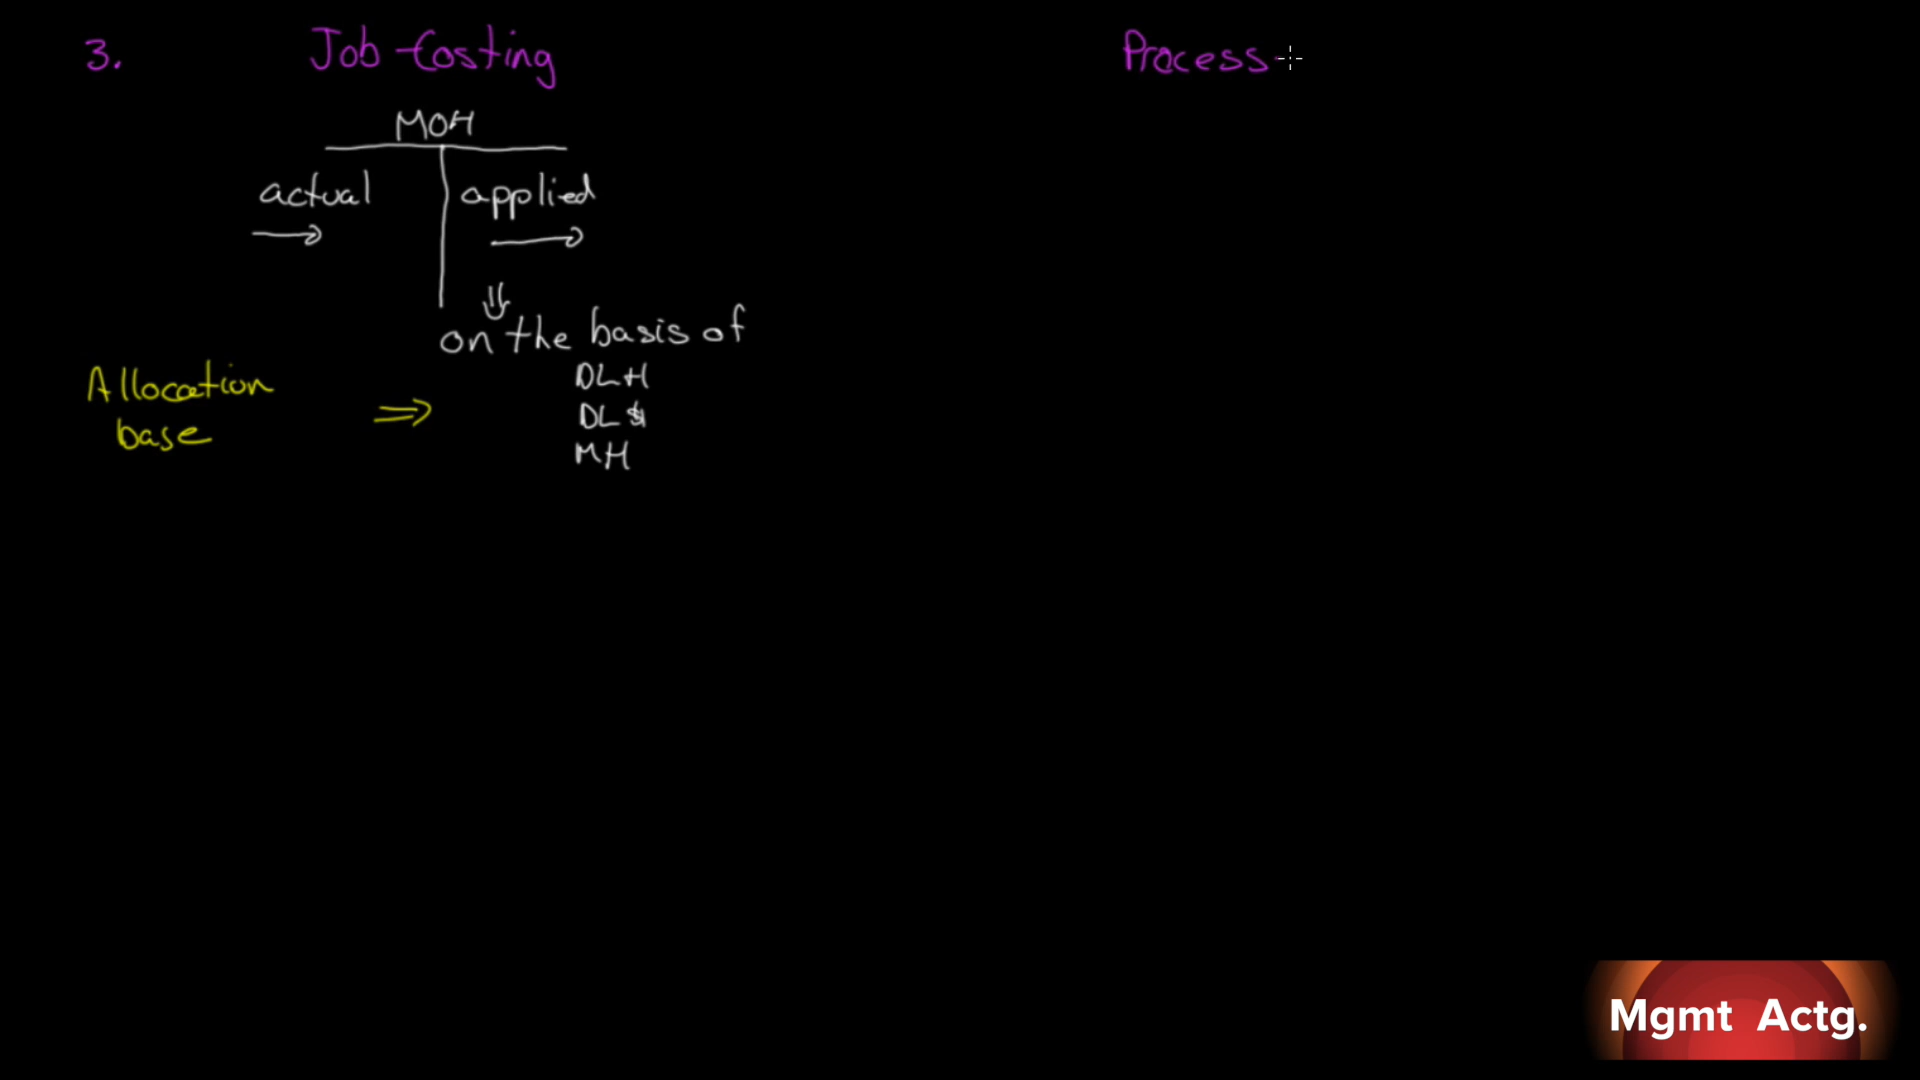 3. Job-Costing
Process-
MOH
actual
applied
on the basis of
DLH
DL$
MH
Allocation
base
Mgmt Actg.